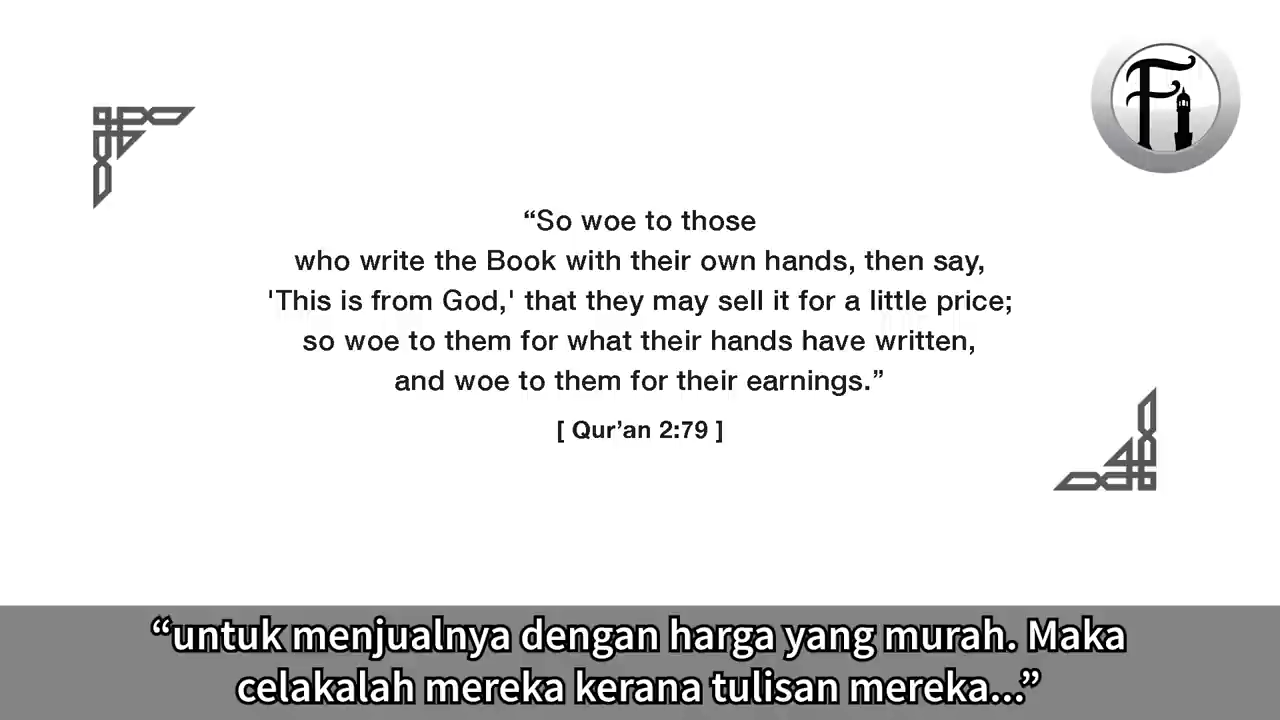 Fi
“So woe to those
who write the Book with their own hands, then say,
'This is from God,' that they may sell it for a little price;
so woe to them for what their hands have written,
and woe to them for their earnings.”
[ Qur’an 2:79 ]
“untuk menjualnya dengan harga yang murah. Maka
celakalah mereka kerana tulisan mereka...”